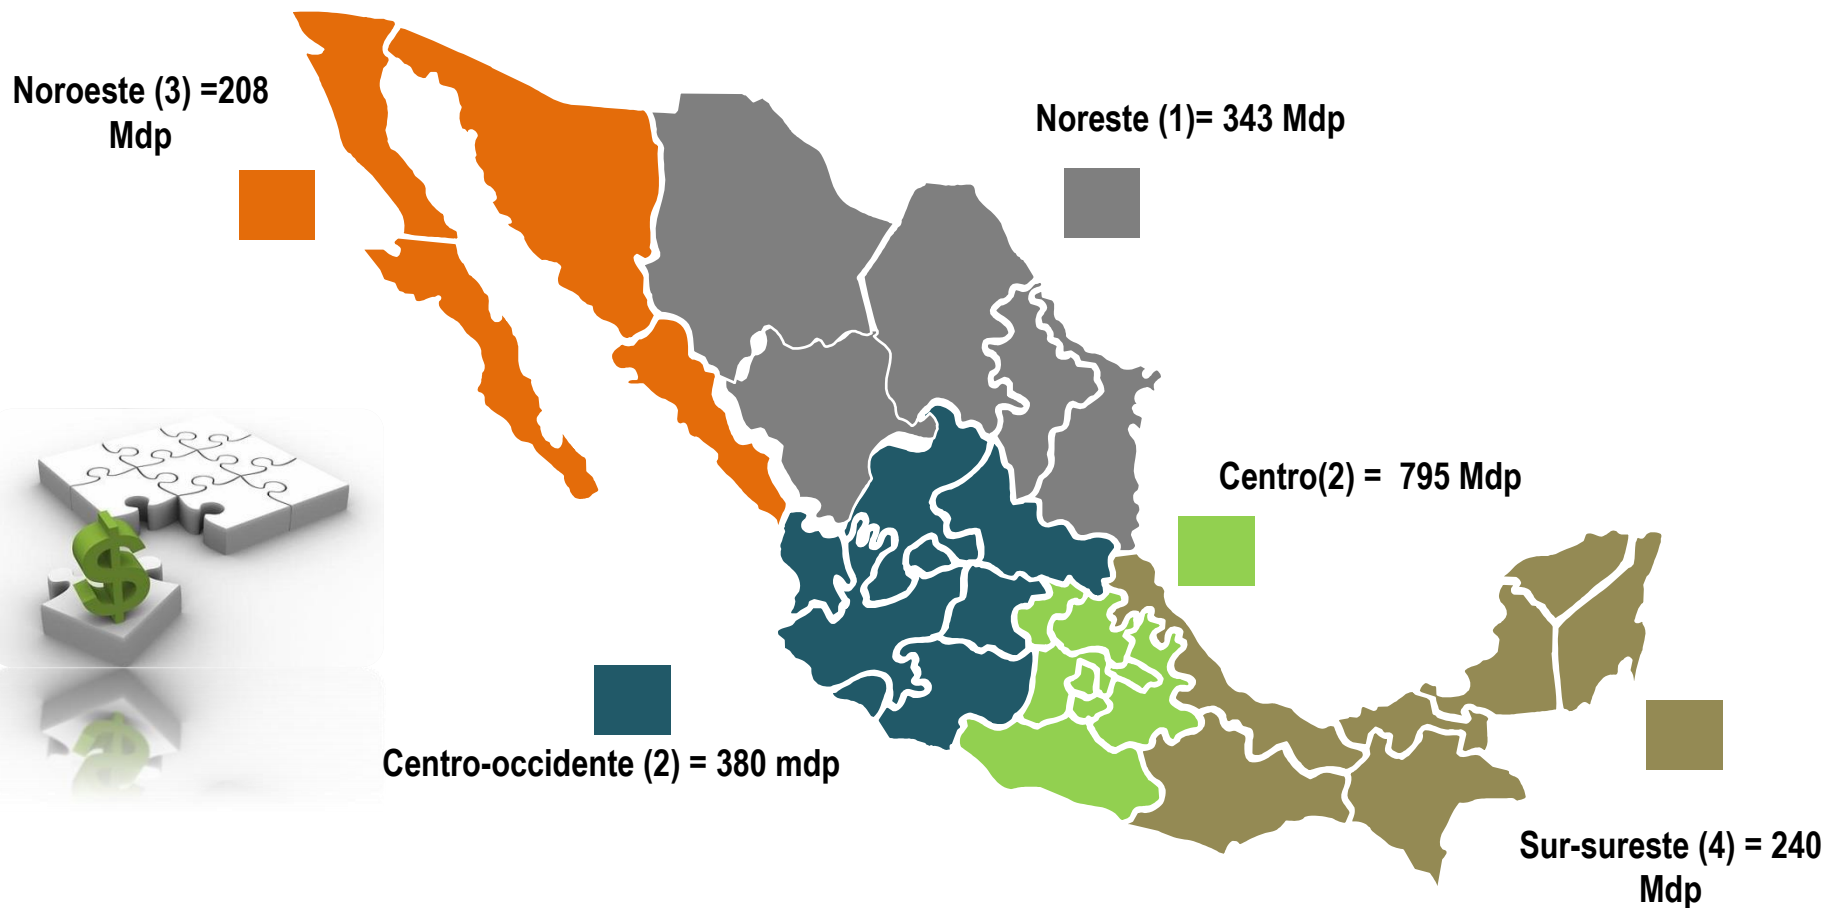 Noroeste (3) =208
Mdp
Noreste (1)= 343 Mdp
Centro(2) =  795 Mdp
Centro-occidente (2) = 380 mdp
Sur-sureste (4) = 240
Mdp
$